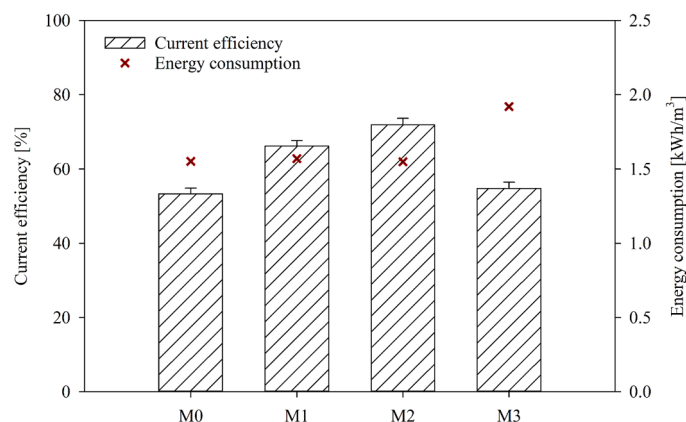 Current efficiency
Energy consumption
Current efficiency [%]
100
80
60
40
20
0
2.5
2.0
1.5
1.0
0.5
0.0
Energy consumption [kWh/m³]
M0 M1 M2 M3